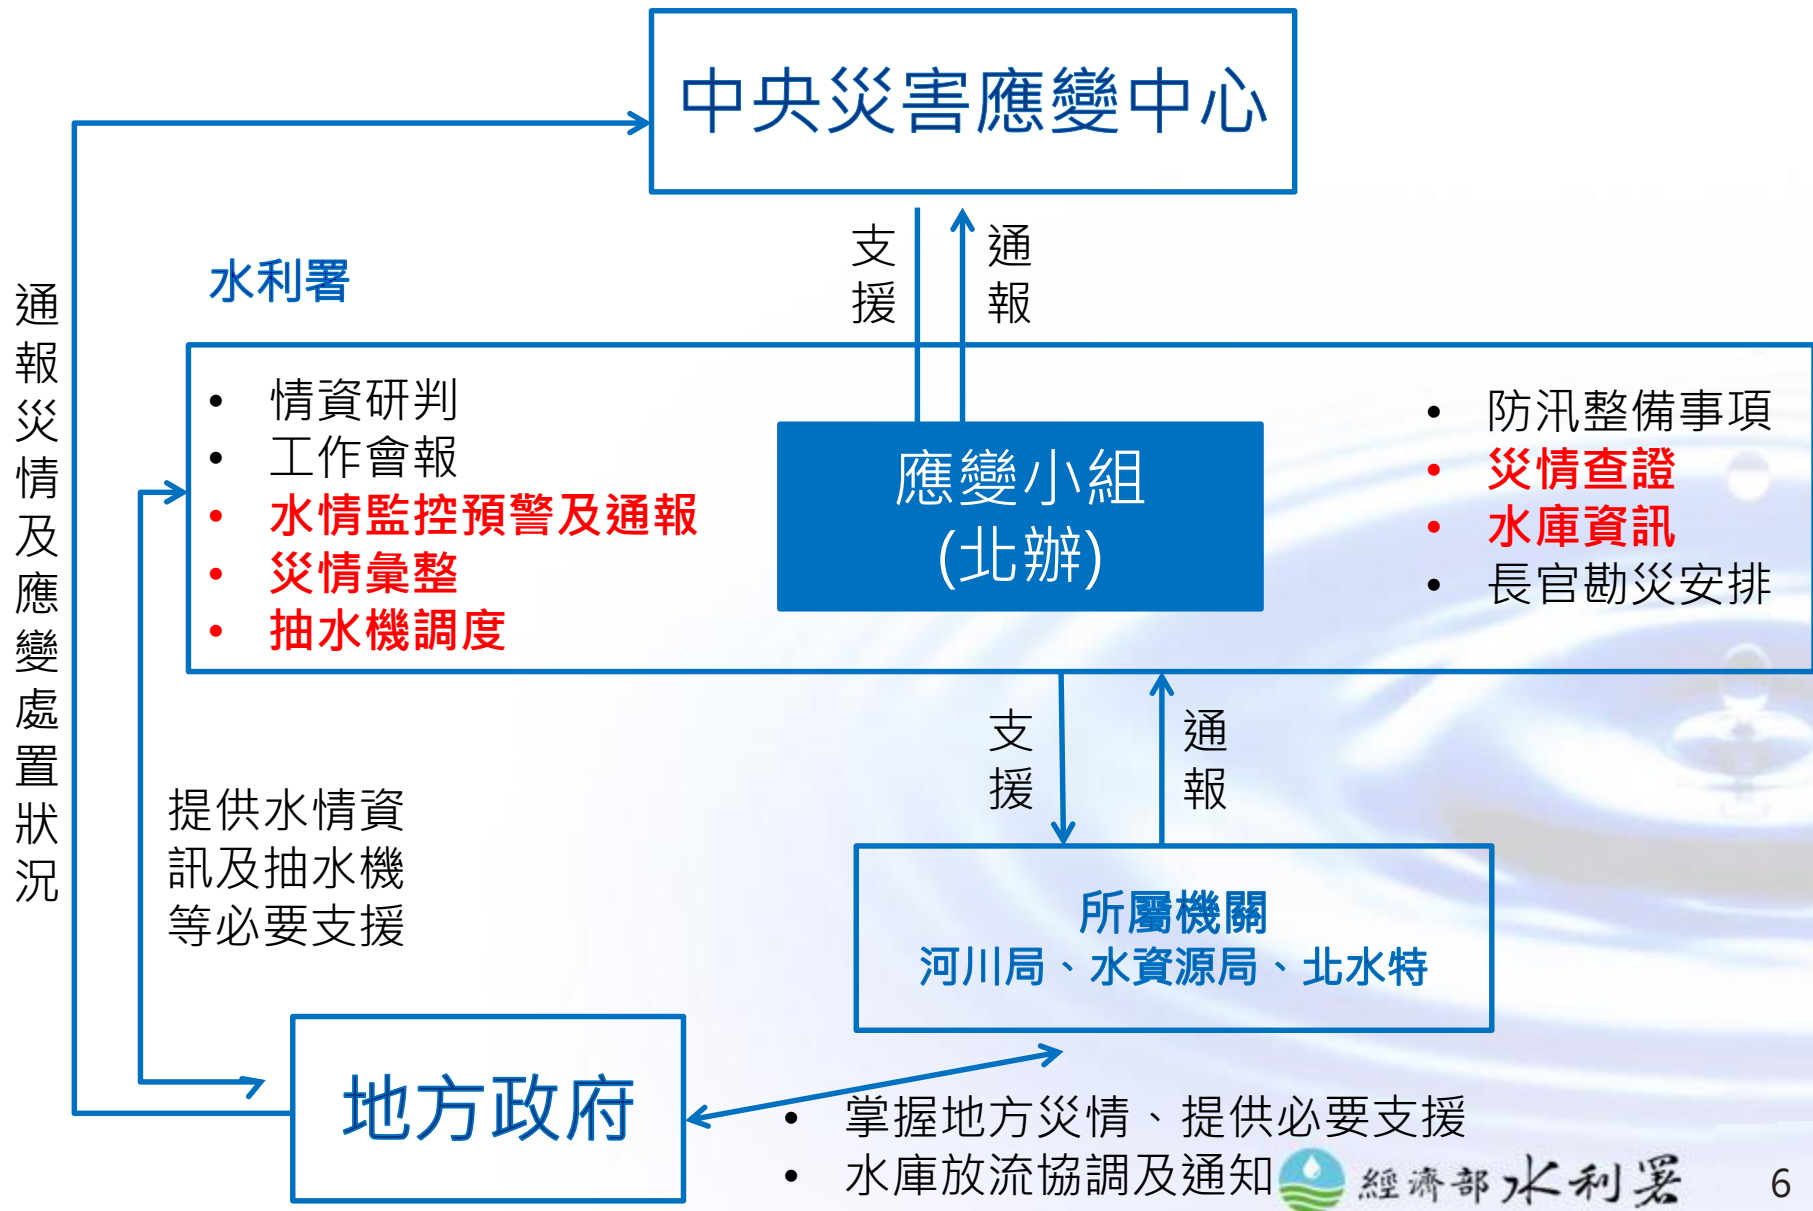 中央災害應變中心
支援
通報
水利署
通報災情及應變處置狀況
• 情資研判
• 工作會報
• 水情監控預警及通報
• 災情彙整
• 抽水機調度
應變小組
(北辦)
• 防汛整備事項
• 災情查證
• 水庫資訊
• 長官勘災安排
支援
通報
提供水情資
訊及抽水機
等必要支援
所屬機關
河川局、水資源局、北水特
地方政府
• 掌握地方災情、提供必要支援
• 水庫放流協調及通知
經濟部水利署
6